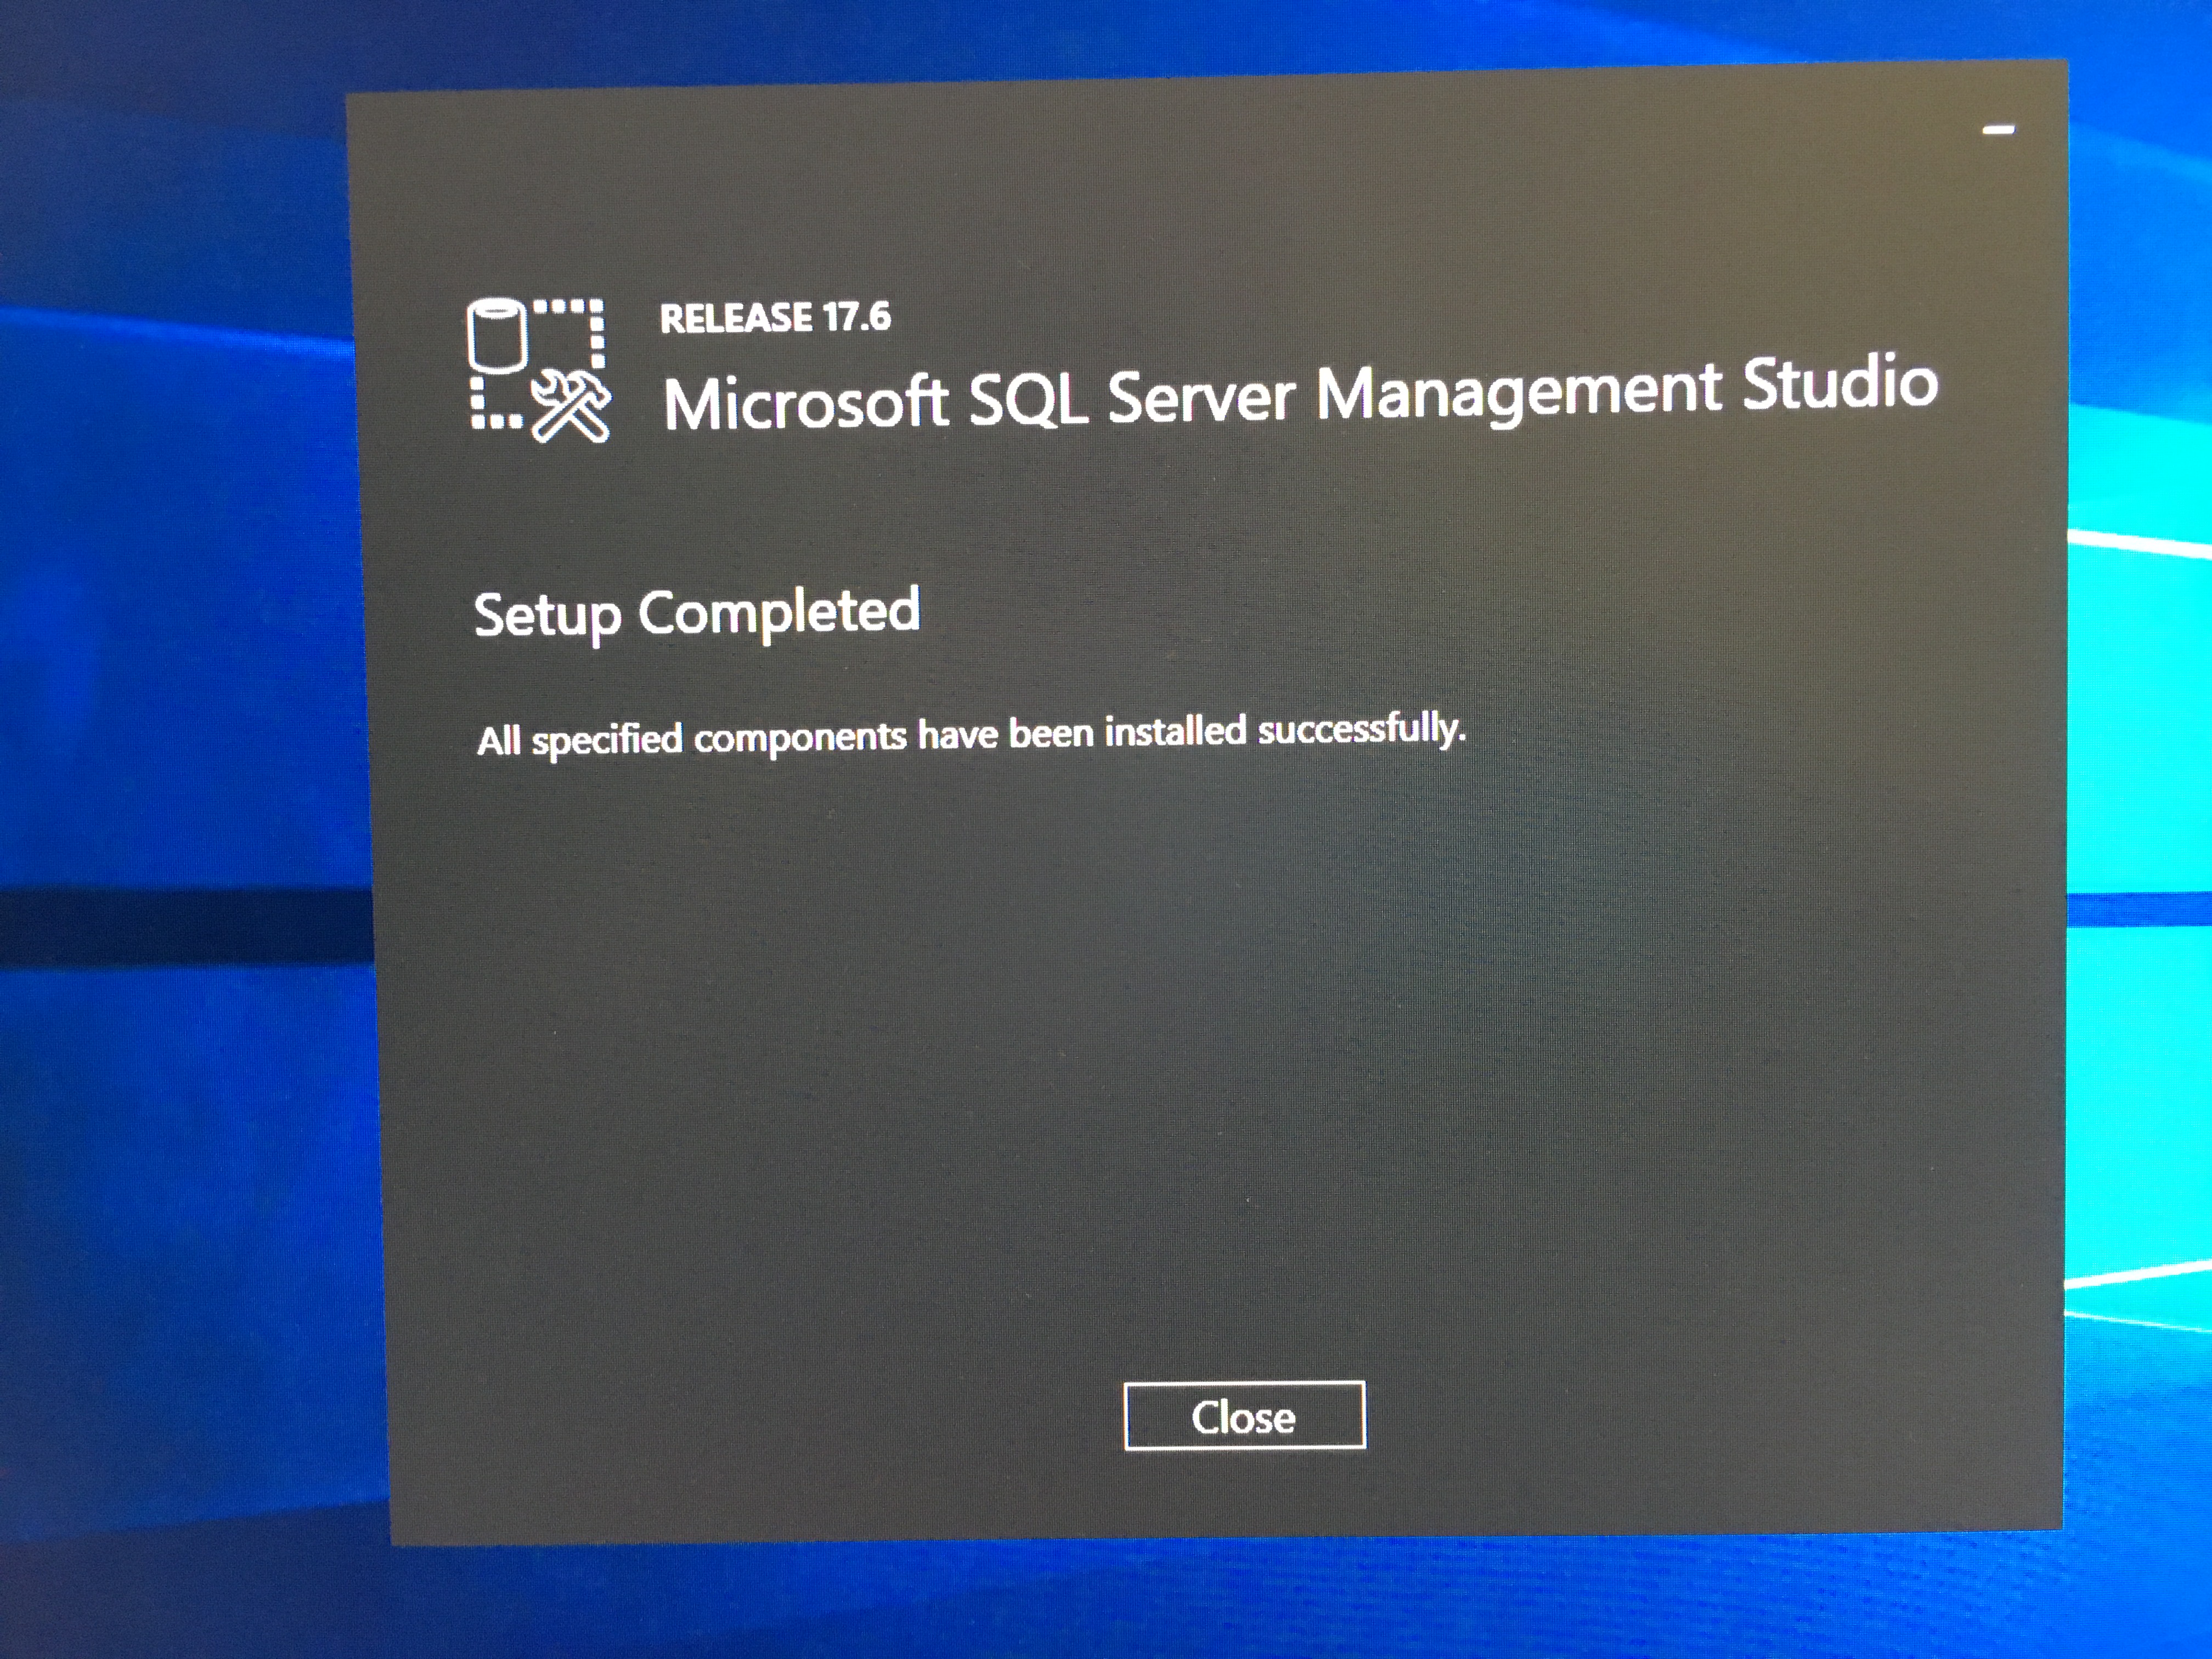 RELEASE 17.6
Microsoft SQL Server Management Studio
Setup Completed
All specified components have been installed successfully.
Close